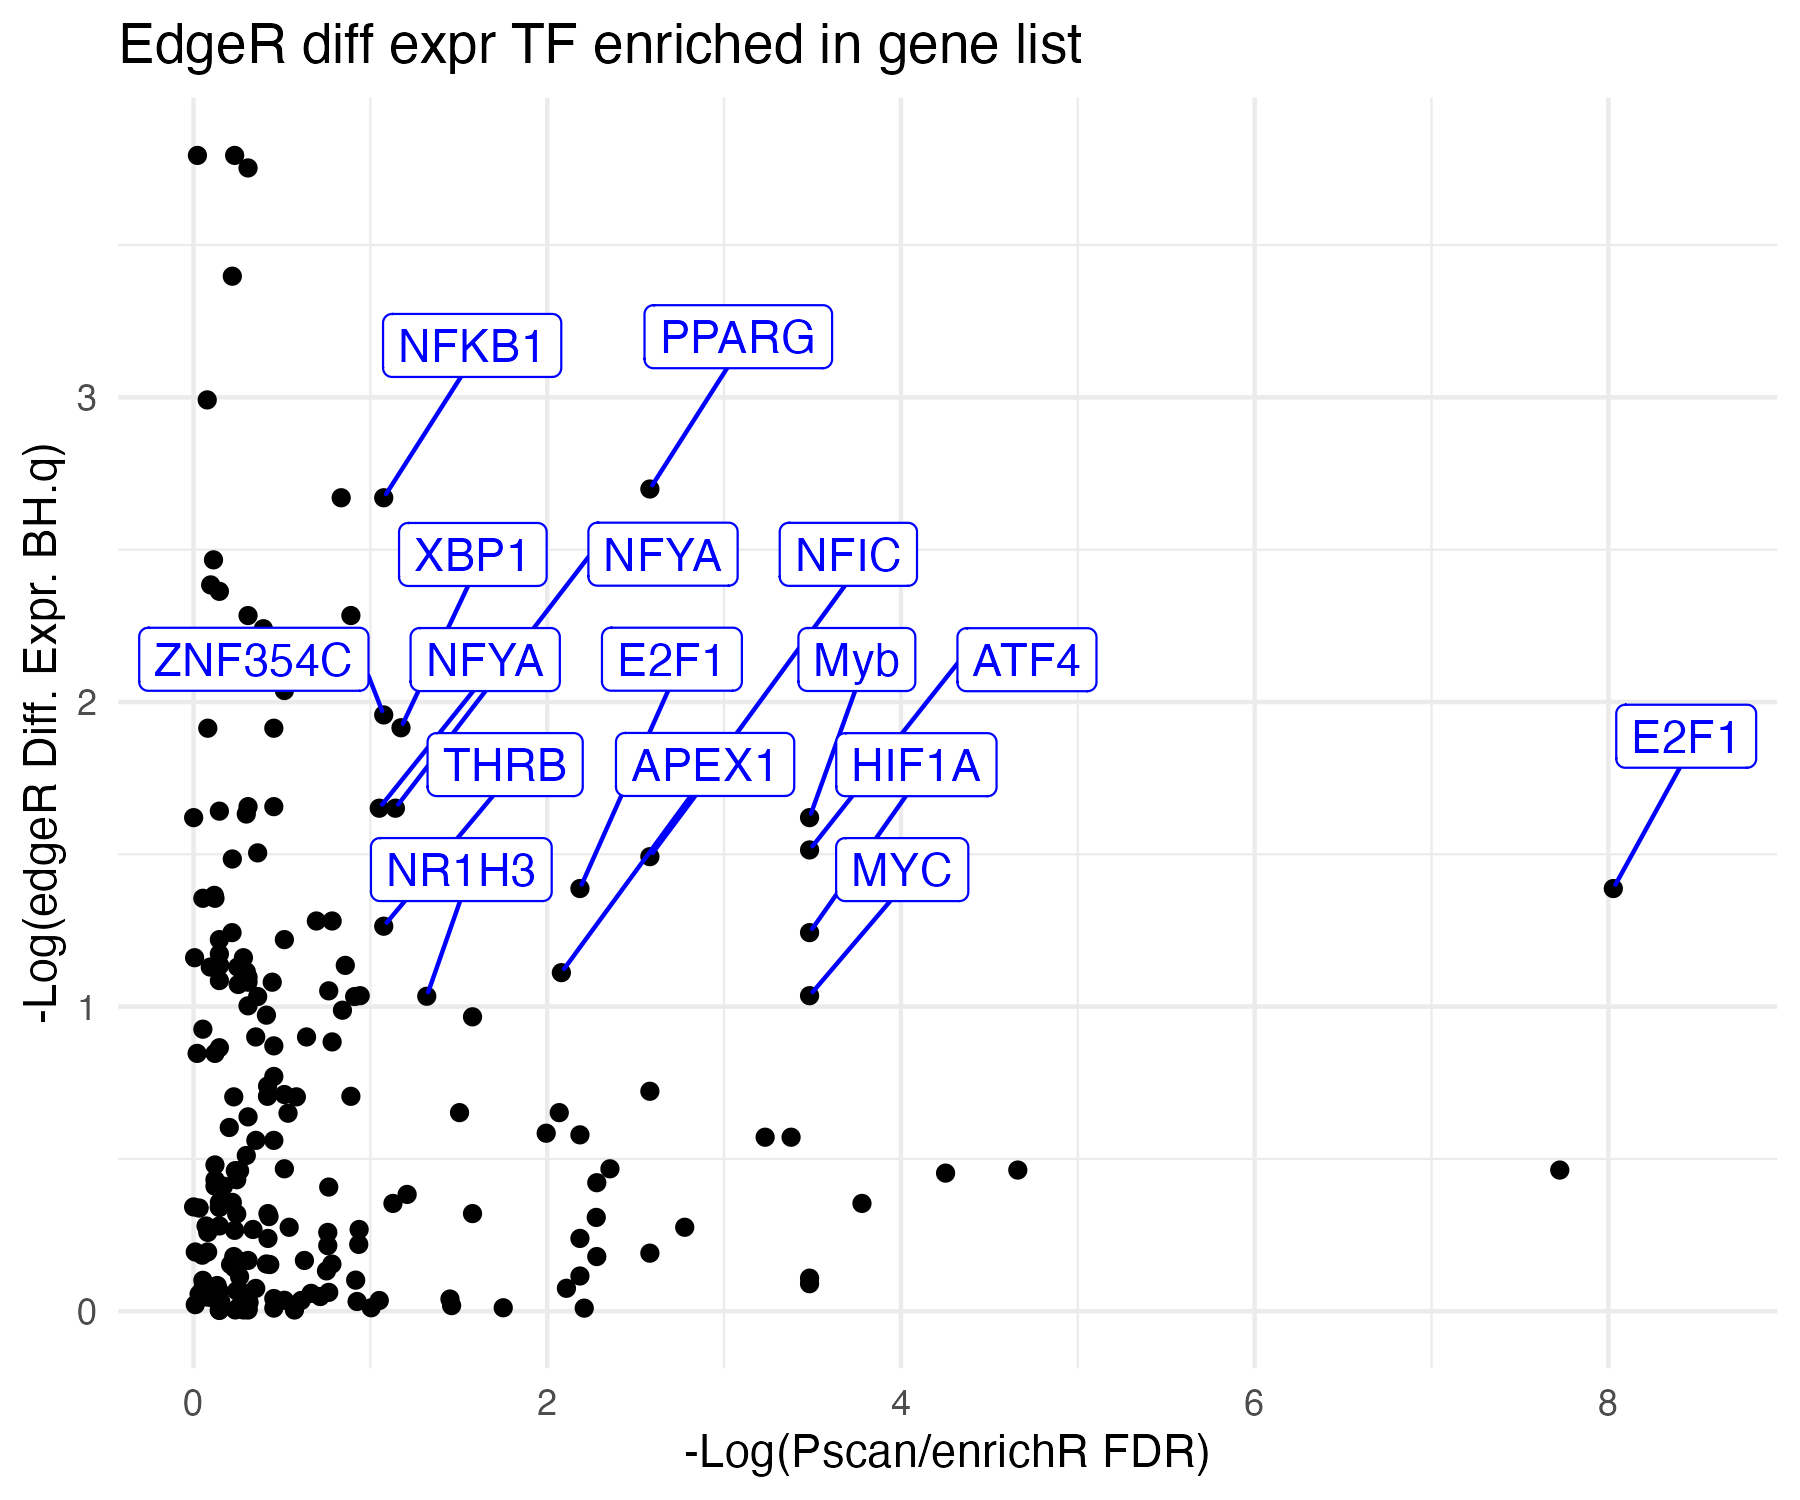 EdgeR diff expr TF enriched in gene list
-Log(edgeR Diff. Expr. BH.q)
3
2
1
0
NFKB1
PPARG
XBP1
NFYA
NFIC
ZNF354C
NFYA
E2F1
Myb
ATF4
E2F1
THRB
APEX1
HIF1A
NR1H3
MYC
0
2
4
6
8
-Log(Pscan/enrichR FDR)